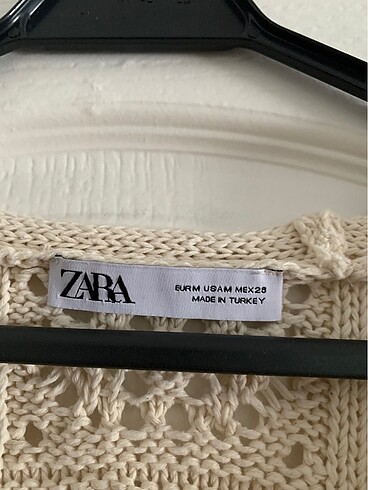 ZARA
EUR M USA M MEX 28
MADE IN TURKEY